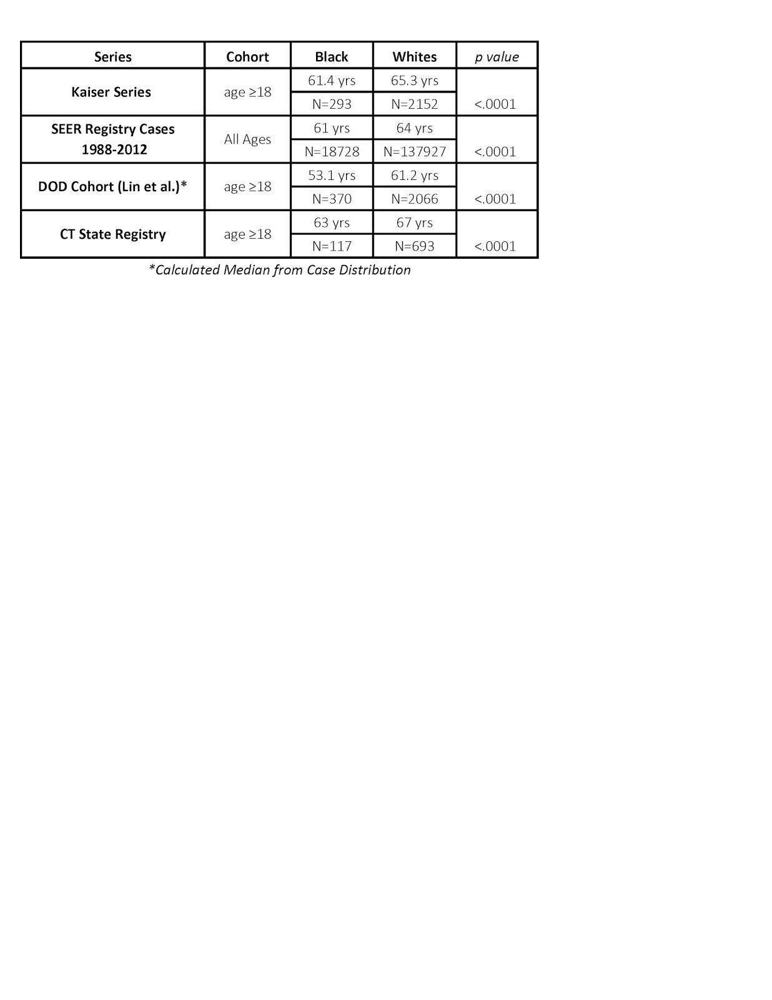 Series Cohort Black Whites p value
Kaiser Series age ≥18 61.4 yrs 65.3 yrs
N=293 N=2152 <.0001
SEER Registry Cases
1988-2012 All Ages 61 yrs 64 yrs
N=18728 N=137927 <.0001
DOD Cohort (Lin et al.)* age ≥18 53.1 yrs 61.2 yrs
N=370 N=2066 <.0001
CT State Registry age ≥18 63 yrs 67 yrs
N=117 N=693 <.0001
*Calculated Median from Case Distribution